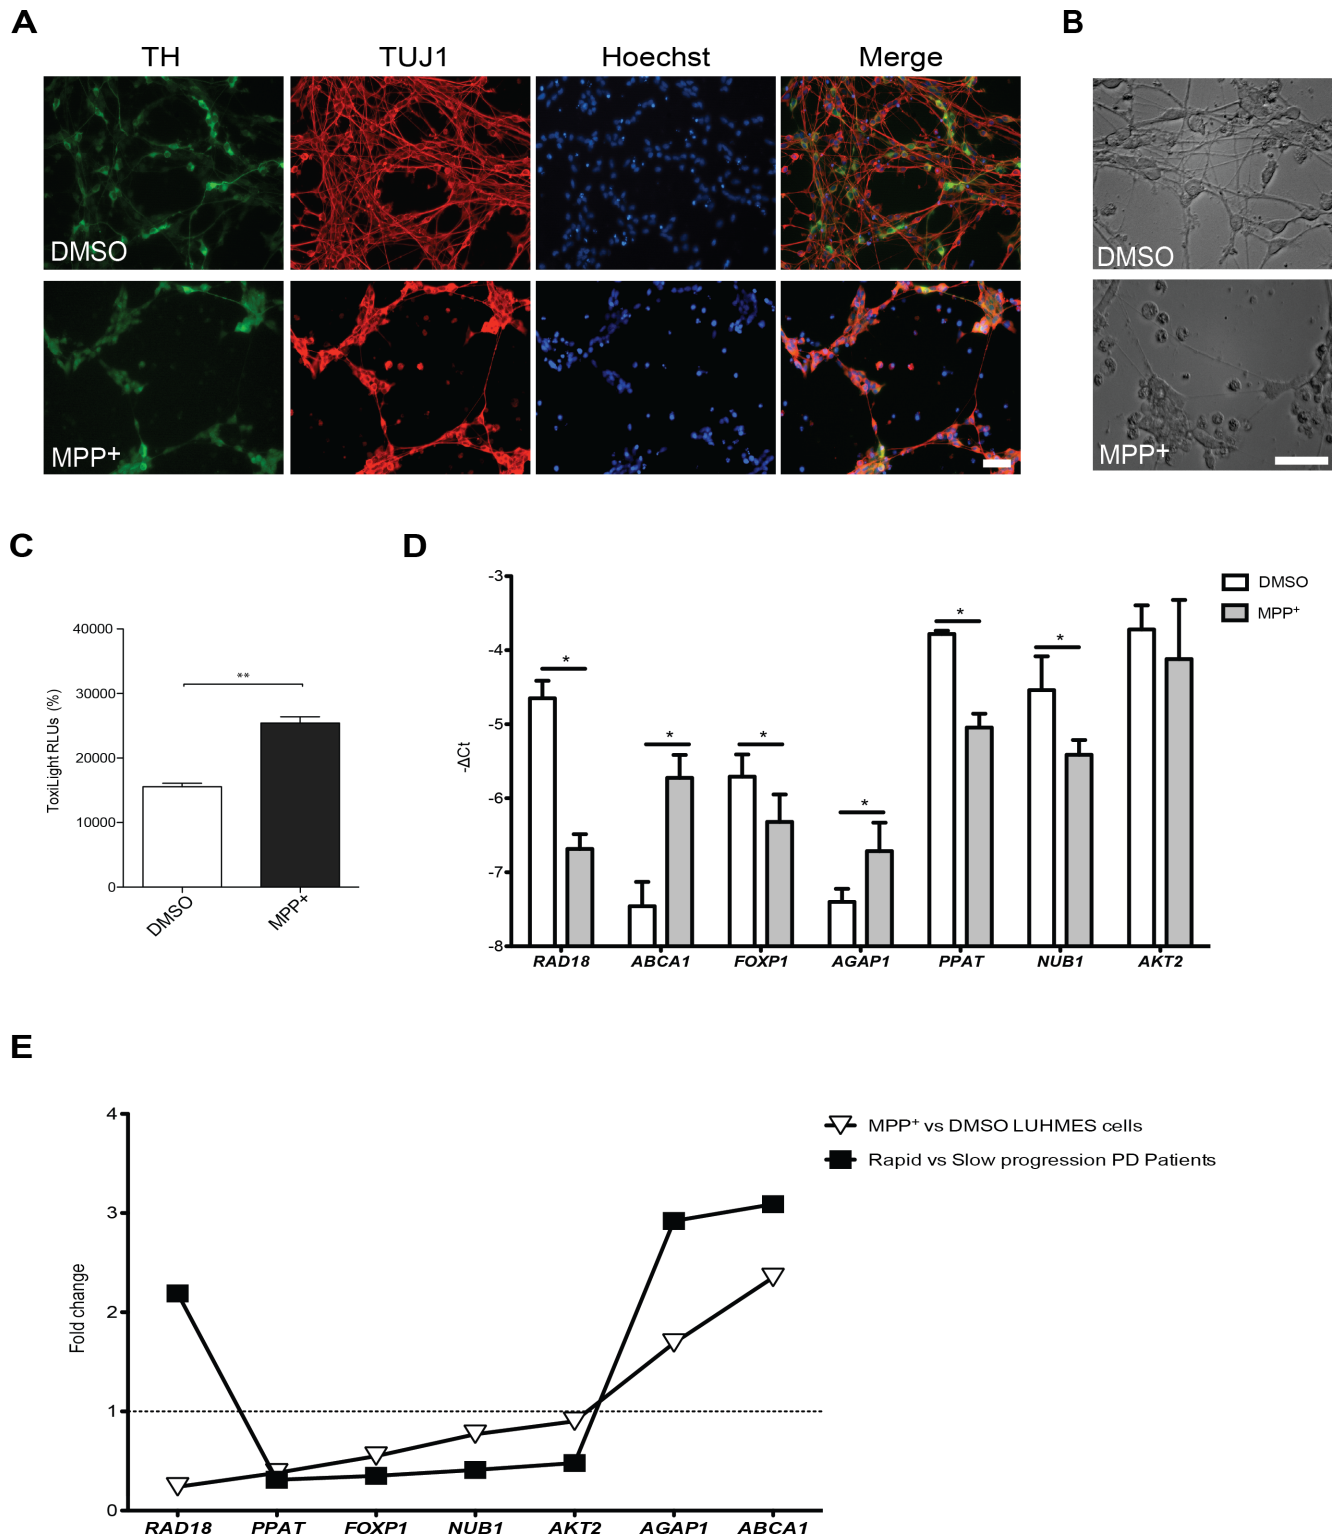 A
B
TH
TUJ1
Hoechst
Merge
DMSO
MPP+
DMSO
MPP+
C
D
40000
30000
20000
10000
0
ToxiLight RLUs (%)
**
DMSO
MPP+
-3
-4
-5
-6
-7
-8
-ΔCt
*
*
*
*
*
*
DMSO
MPP+
RAD18 ABCA1 FOXP1 AGAP1 PPAT NUB1 AKT2
E
4
3
2
1
0
Fold change
MPP+ vs DMSO LUHMES cells
Rapid vs Slow progression PD Patients
RAD18 PPAT FOXP1 NUB1 AKT2 AGAP1 ABCA1